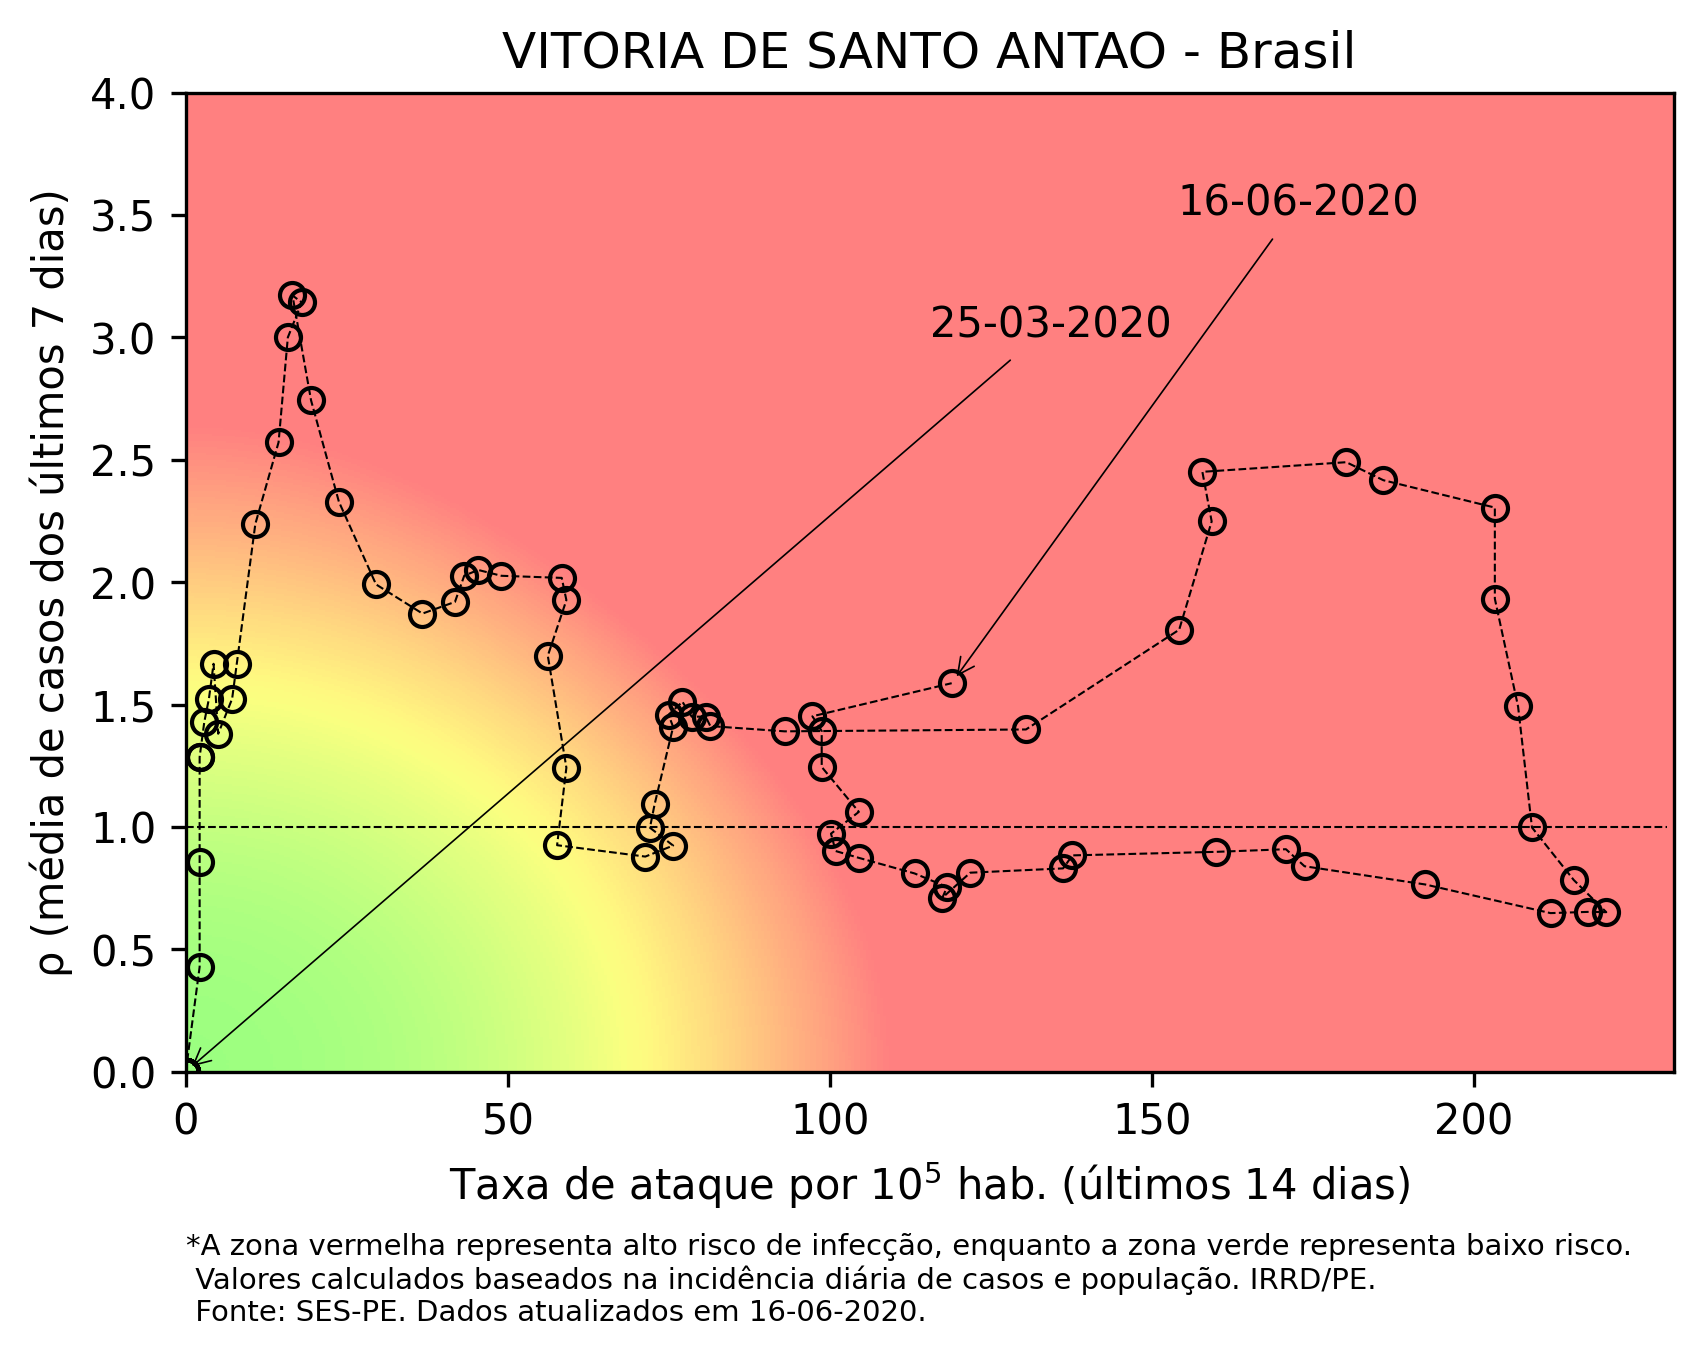 VITORIA DE SANTO ANTAO - Brasil
4.0
3.5
3.0
2.5
2.0
1.5
1.0
0.5
0.0
ρ (média de casos dos últimos 7 dias)
16-06-2020
25-03-2020
0 50 100 150 200
Taxa de ataque por 10⁵ hab. (últimos 14 dias)
*A zona vermelha representa alto risco de infecção, enquanto a zona verde representa baixo risco.
Valores calculados baseados na incidência diária de casos e população. IRRD/PE.
Fonte: SES-PE. Dados atualizados em 16-06-2020.